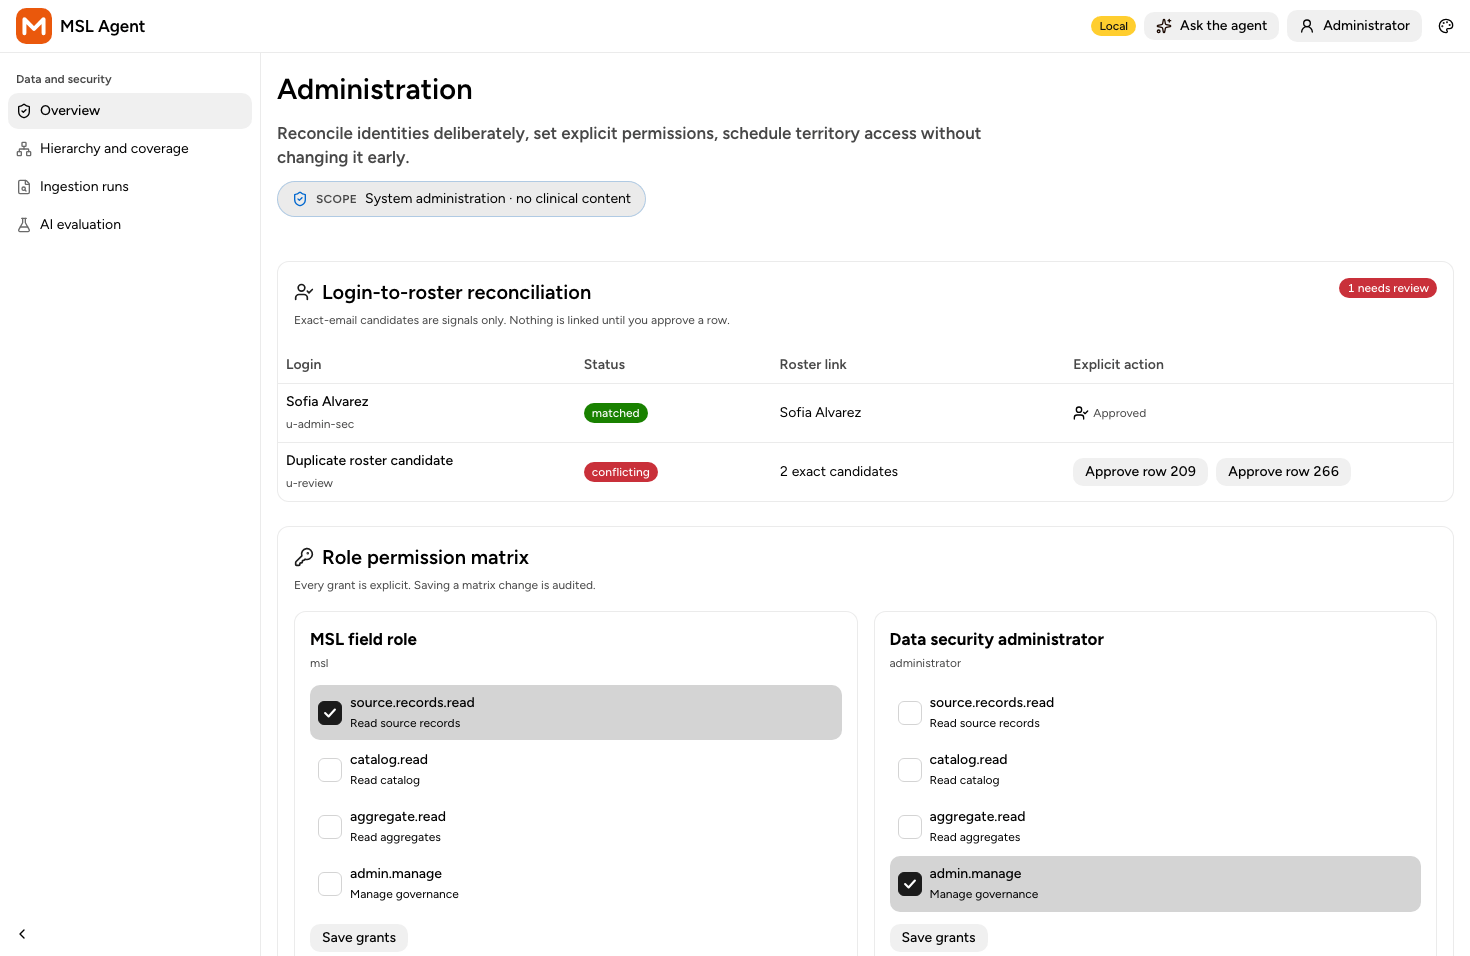 MSL Agent
Local
Ask the agent
Administrator
Data and security
Overview
Hierarchy and coverage
Ingestion runs
AI evaluation
Administration
Reconcile identities deliberately, set explicit permissions, schedule territory access without
changing it early.
SCOPE System administration · no clinical content
Login-to-roster reconciliation
1 needs review
Exact-email candidates are signals only. Nothing is linked until you approve a row.
Login Status Roster link Explicit action
Sofia Alvarez
u-admin-sec
matched
Sofia Alvarez
Approved
Duplicate roster candidate
u-review
conflicting
2 exact candidates
Approve row 209
Approve row 266
Role permission matrix
Every grant is explicit. Saving a matrix change is audited.
MSL field role
msl
source.records.read
Read source records
catalog.read
Read catalog
aggregate.read
Read aggregates
admin.manage
Manage governance
Save grants
Data security administrator
administrator
source.records.read
Read source records
catalog.read
Read catalog
aggregate.read
Read aggregates
admin.manage
Manage governance
Save grants